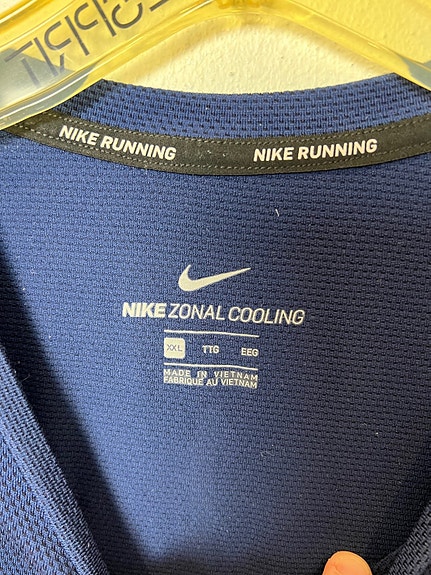 NIKE RUNNING NIKE RUNNING
NIKE ZONAL COOLING
XXL TTG EEG
MADE IN VIETNAM
FABRIQUE AU VIETNAM